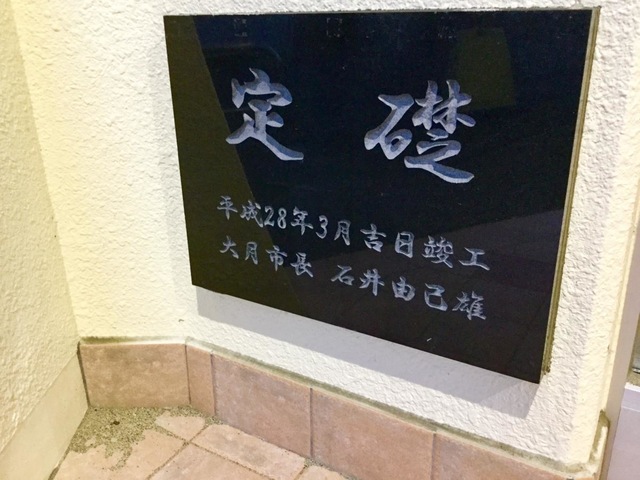 定礎
平成28年3月吉日竣工
大月市長 石井由己雄